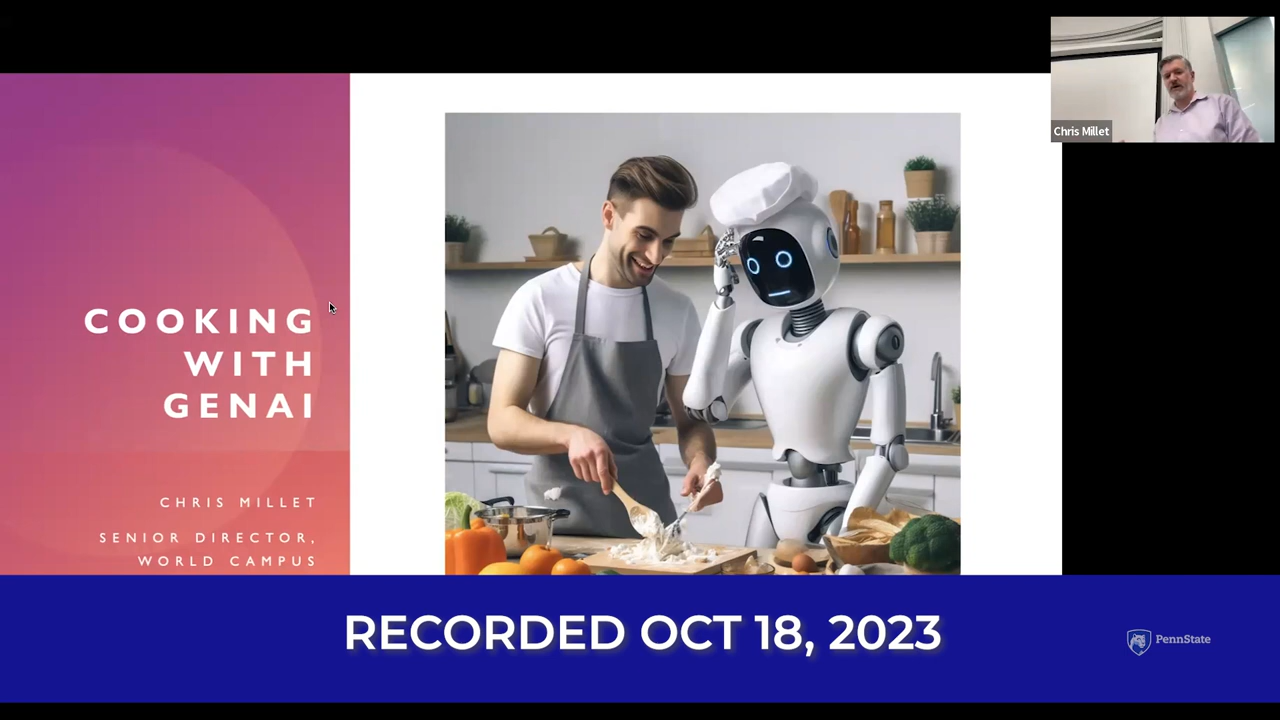 Chris Millet
COOKING
WITH
GENAI
CHRIS MILLET
SENIOR DIRECTOR,
WORLD CAMPUS
RECORDED OCT 18, 2023
PennState